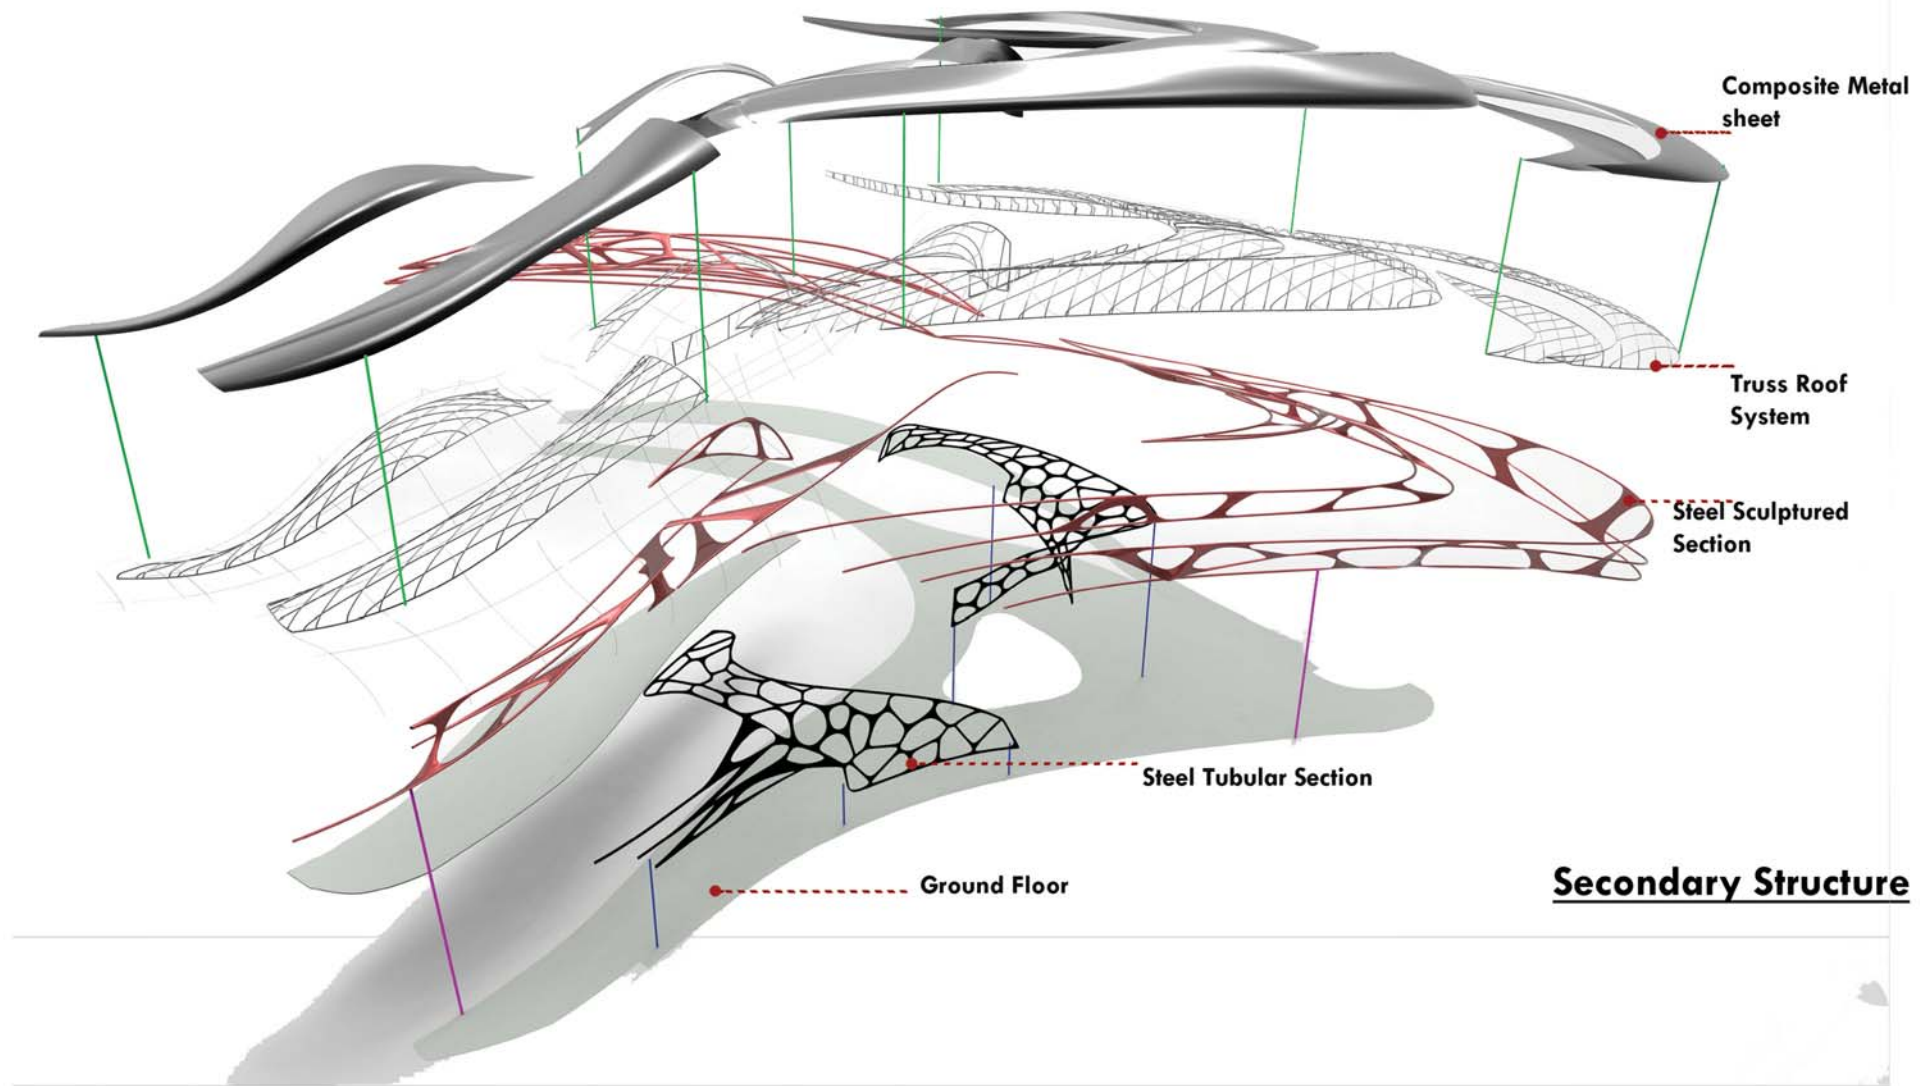 Composite Metal
sheet
Truss Roof
System
Steel Sculptured
Section
Steel Tubular Section
Ground Floor
Secondary Structure